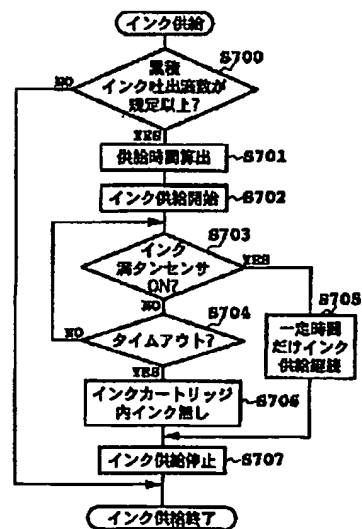 インク供給
S700
累積
インク吐出滴数が
規定以上?
NO
YES
供給時間算出
S701
インク供給開始
S702
インク
満タンセンサ
ON?
S703
YES
NO
タイムアウト?
S704
NO
YES
一定時間
だけインク
供給継続
S705
インクカートリッジ
内インク無し
S706
インク供給停止
S707
インク供給終了